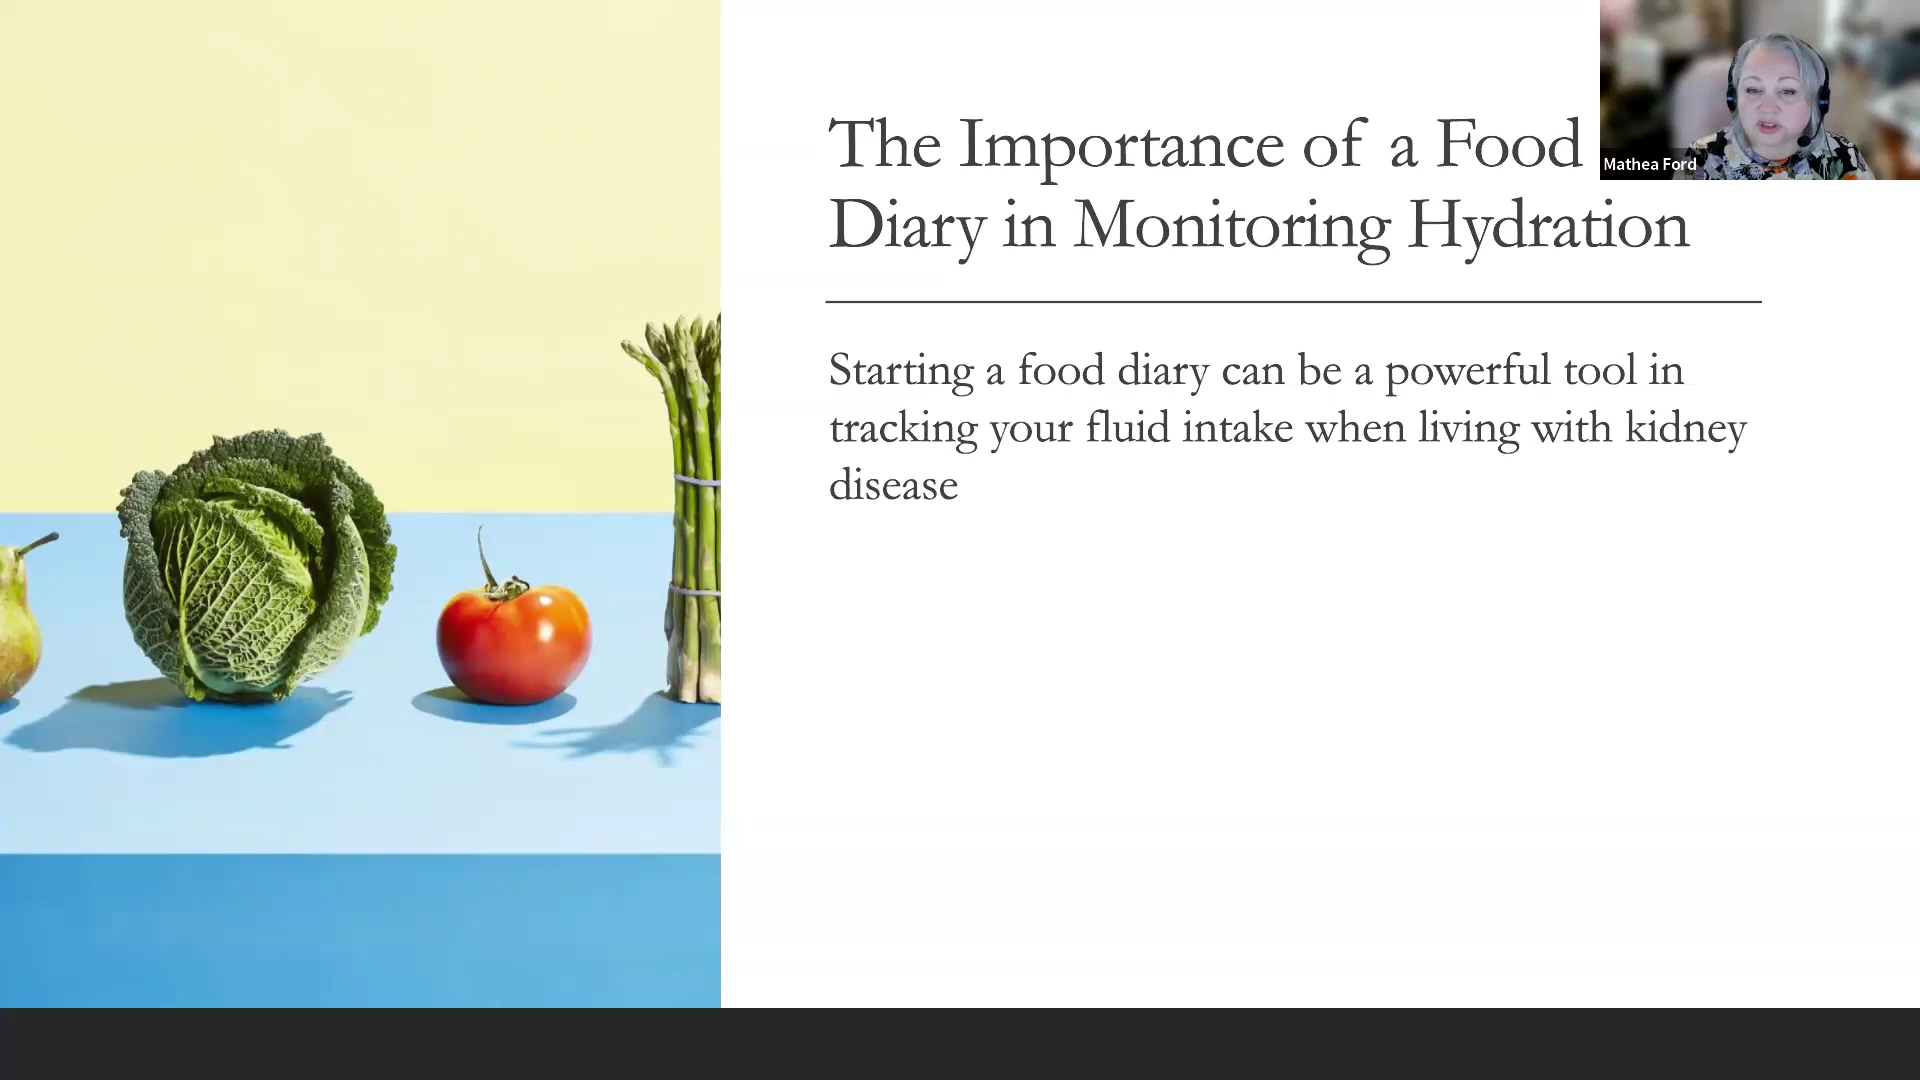 The Importance of a Food
Diary in Monitoring Hydration
Mathea Ford
Starting a food diary can be a powerful tool in
tracking your fluid intake when living with kidney
disease